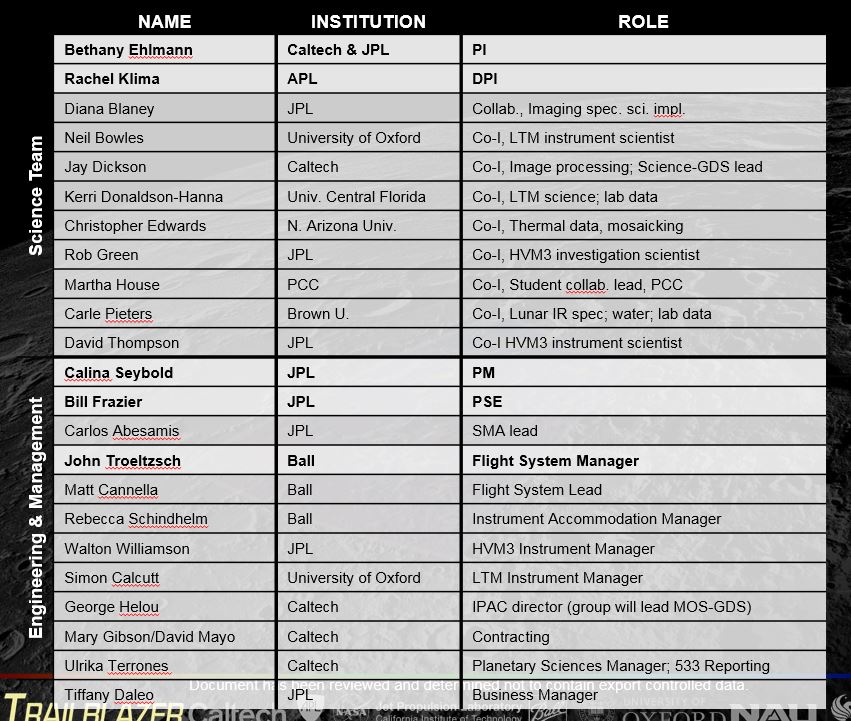 NAME INSTITUTION ROLE
Science Team
Bethany Ehlmann Caltech & JPL PI
Rachel Klima APL DPI
Diana Blaney JPL Collab., Imaging spec. sci. impl.
Neil Bowles University of Oxford Co-I, LTM instrument scientist
Jay Dickson Caltech Co-I, Image processing; Science-GDS lead
Kerri Donaldson-Hanna Univ. Central Florida Co-I, LTM science; lab data
Christopher Edwards N. Arizona Univ. Co-I, Thermal data, mosaicking
Rob Green JPL Co-I, HVM3 investigation scientist
Martha House PCC Co-I, Student collab. lead, PCC
Carle Pieters Brown U. Co-I, Lunar IR spec; water; lab data
David Thompson JPL Co-I HVM3 instrument scientist
Engineering & Management
Calina Seybold JPL PM
Bill Frazier JPL PSE
Carlos Abesamis JPL SMA lead
John Troeltzsch Ball Flight System Manager
Matt Cannella Ball Flight System Lead
Rebecca Schindhelm Ball Instrument Accommodation Manager
Walton Williamson JPL HVM3 Instrument Manager
Simon Calcutt University of Oxford LTM Instrument Manager
George Helou Caltech IPAC director (group will lead MOS-GDS)
Mary Gibson/David Mayo Caltech Contracting
Ulrika Terrones Caltech Planetary Sciences Manager; 533 Reporting
Document has been reviewed and determined not to contain export controlled data.
Tiffany Daleo JPL Business Manager
TRAILBLAZER Caltech NASA Jet Propulsion Laboratory Ball UNIVERSITY OF
California Institute of Technology OXFORD NAU